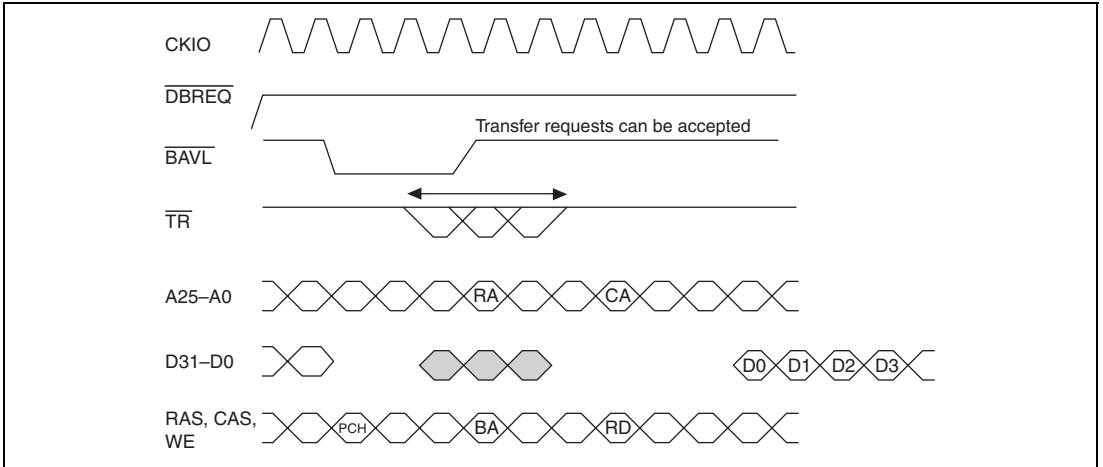 CKIO
DBREQ
Transfer requests can be accepted
BAVL
TR
A25–A0 RA CA
D31–D0 D0 D1 D2 D3
RAS, CAS, WE PCH BA RD